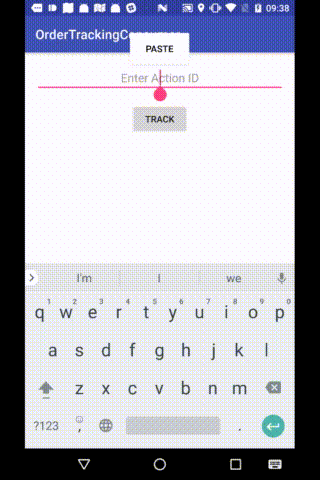 09:38
OrderTrackingCo
PASTE
Enter Action ID
TRACK
I'm I we
1 2 3 4 5 6 7 8 9 0
q w e r t y u i o p
a s d f g h j k l
z x c v b n m
?123 , .